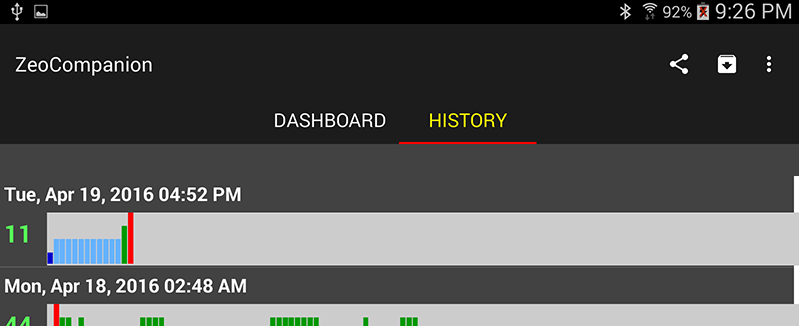 92% 9:26 PM
ZeoCompanion
DASHBOARD HISTORY
Tue, Apr 19, 2016 04:52 PM
11
Mon, Apr 18, 2016 02:48 AM
44